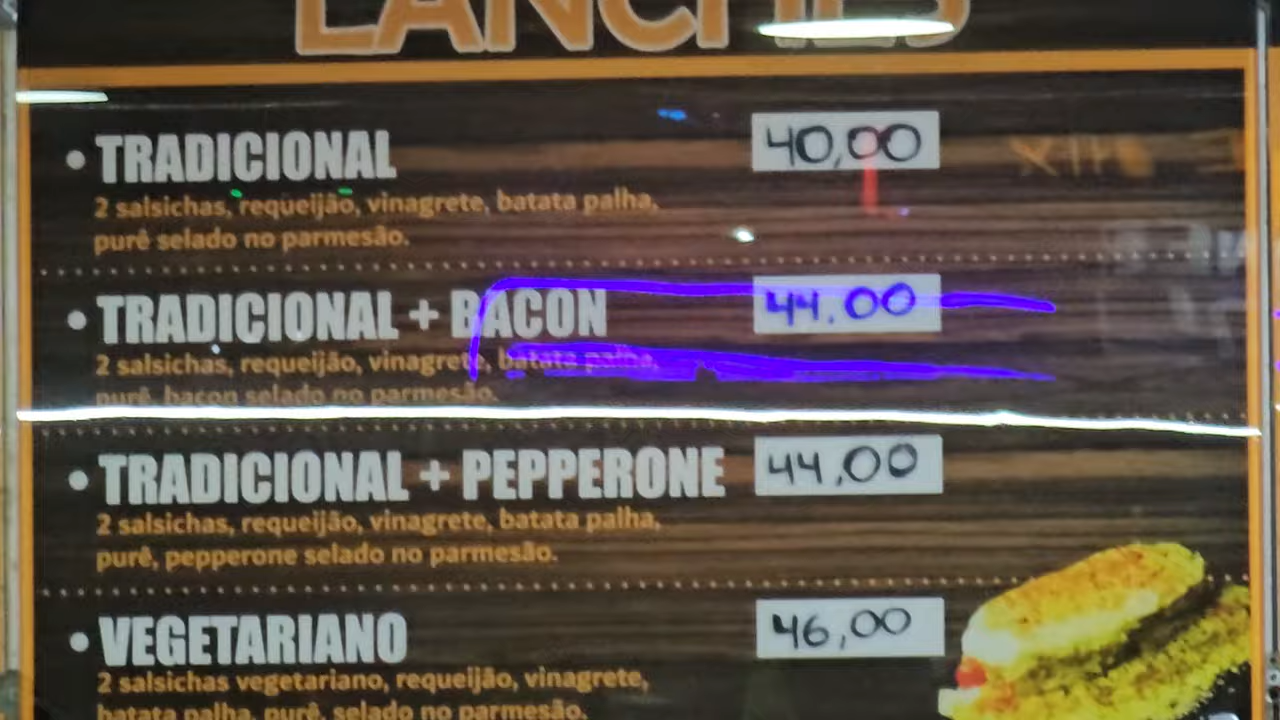 LANCHES
• TRADICIONAL 40,00
2 salsichas, requeijão, vinagrete, batata palha,
purê selado no parmesão.
• TRADICIONAL + BACON 44.00
2 salsichas, requeijão, vinagrete, batata palha,
purê, bacon selado no parmesão.
• TRADICIONAL + PEPPERONE 44,00
2 salsichas, requeijão, vinagrete, batata palha,
purê, pepperone selado no parmesão.
• VEGETARIANO 46,00
2 salsichas vegetariano, requeijão, vinagrete,
batata palha, purê, selado no parmesão.